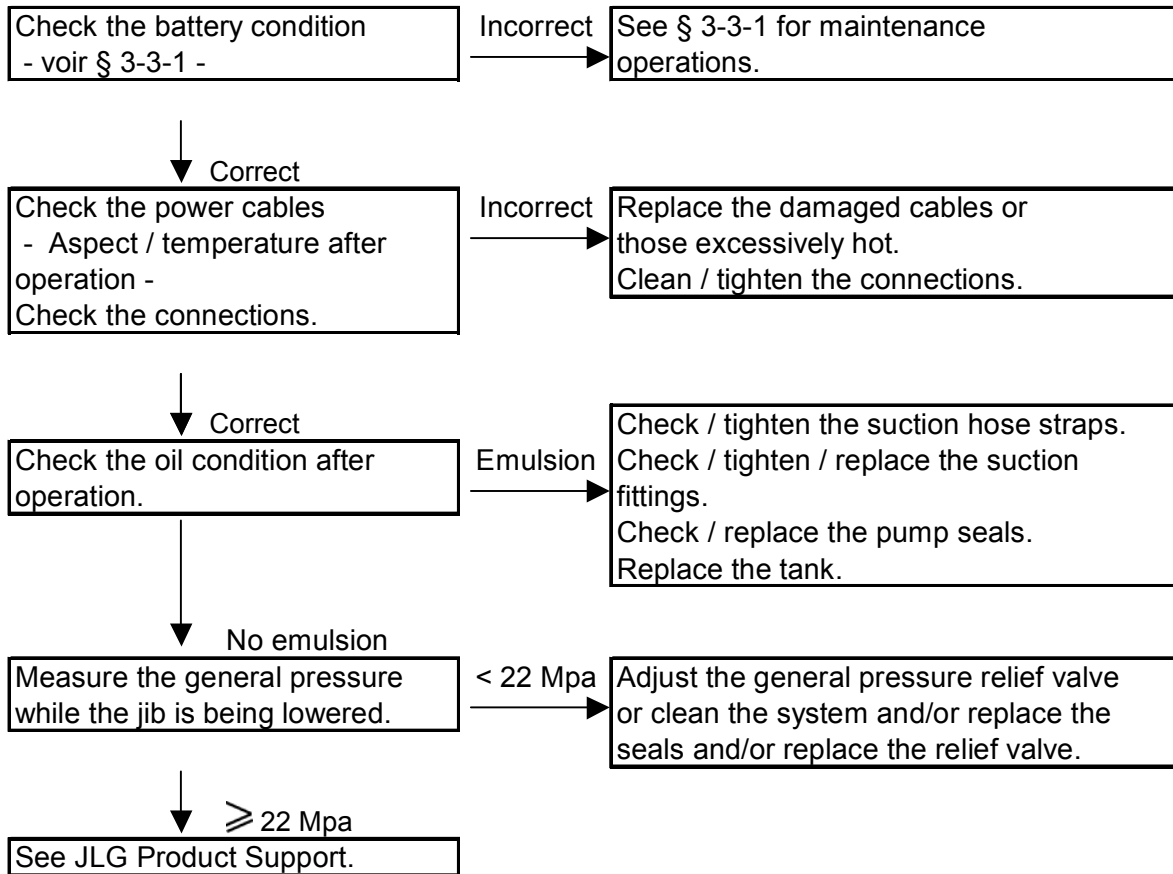 Check the battery condition
- voir § 3-3-1 -
Incorrect
See § 3-3-1 for maintenance
operations.
Correct
Check the power cables
- Aspect / temperature after
operation -
Check the connections.
Incorrect
Replace the damaged cables or
those excessively hot.
Clean / tighten the connections.
Correct
Check the oil condition after
operation.
Emulsion
Check / tighten the suction hose straps.
Check / tighten / replace the suction
fittings.
Check / replace the pump seals.
Replace the tank.
No emulsion
Measure the general pressure
while the jib is being lowered.
< 22 Mpa
Adjust the general pressure relief valve
or clean the system and/or replace the
seals and/or replace the relief valve.
⩾ 22 Mpa
See JLG Product Support.